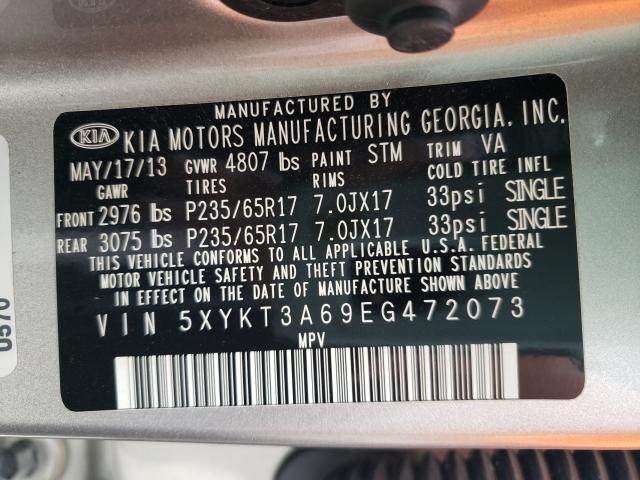 MANUFACTURED BY
KIA KIA MOTORS MANUFACTURING GEORGIA, INC.
MAY/17/13 GVWR 4807 lbs PAINT STM TRIM VA
GAWR TIRES RIMS COLD TIRE INFL
FRONT 2976 lbs P235/65R17 7.0JX17 33psi SINGLE
REAR 3075 lbs P235/65R17 7.0JX17 33psi SINGLE
THIS VEHICLE CONFORMS TO ALL APPLICABLE U.S.A. FEDERAL
MOTOR VEHICLE SAFETY AND THEFT PREVENTION STANDARDS
IN EFFECT ON THE DATE OF MANUFACTURE SHOWN ABOVE.
VIN 5XYKT3A69EG472073
MPV
0570